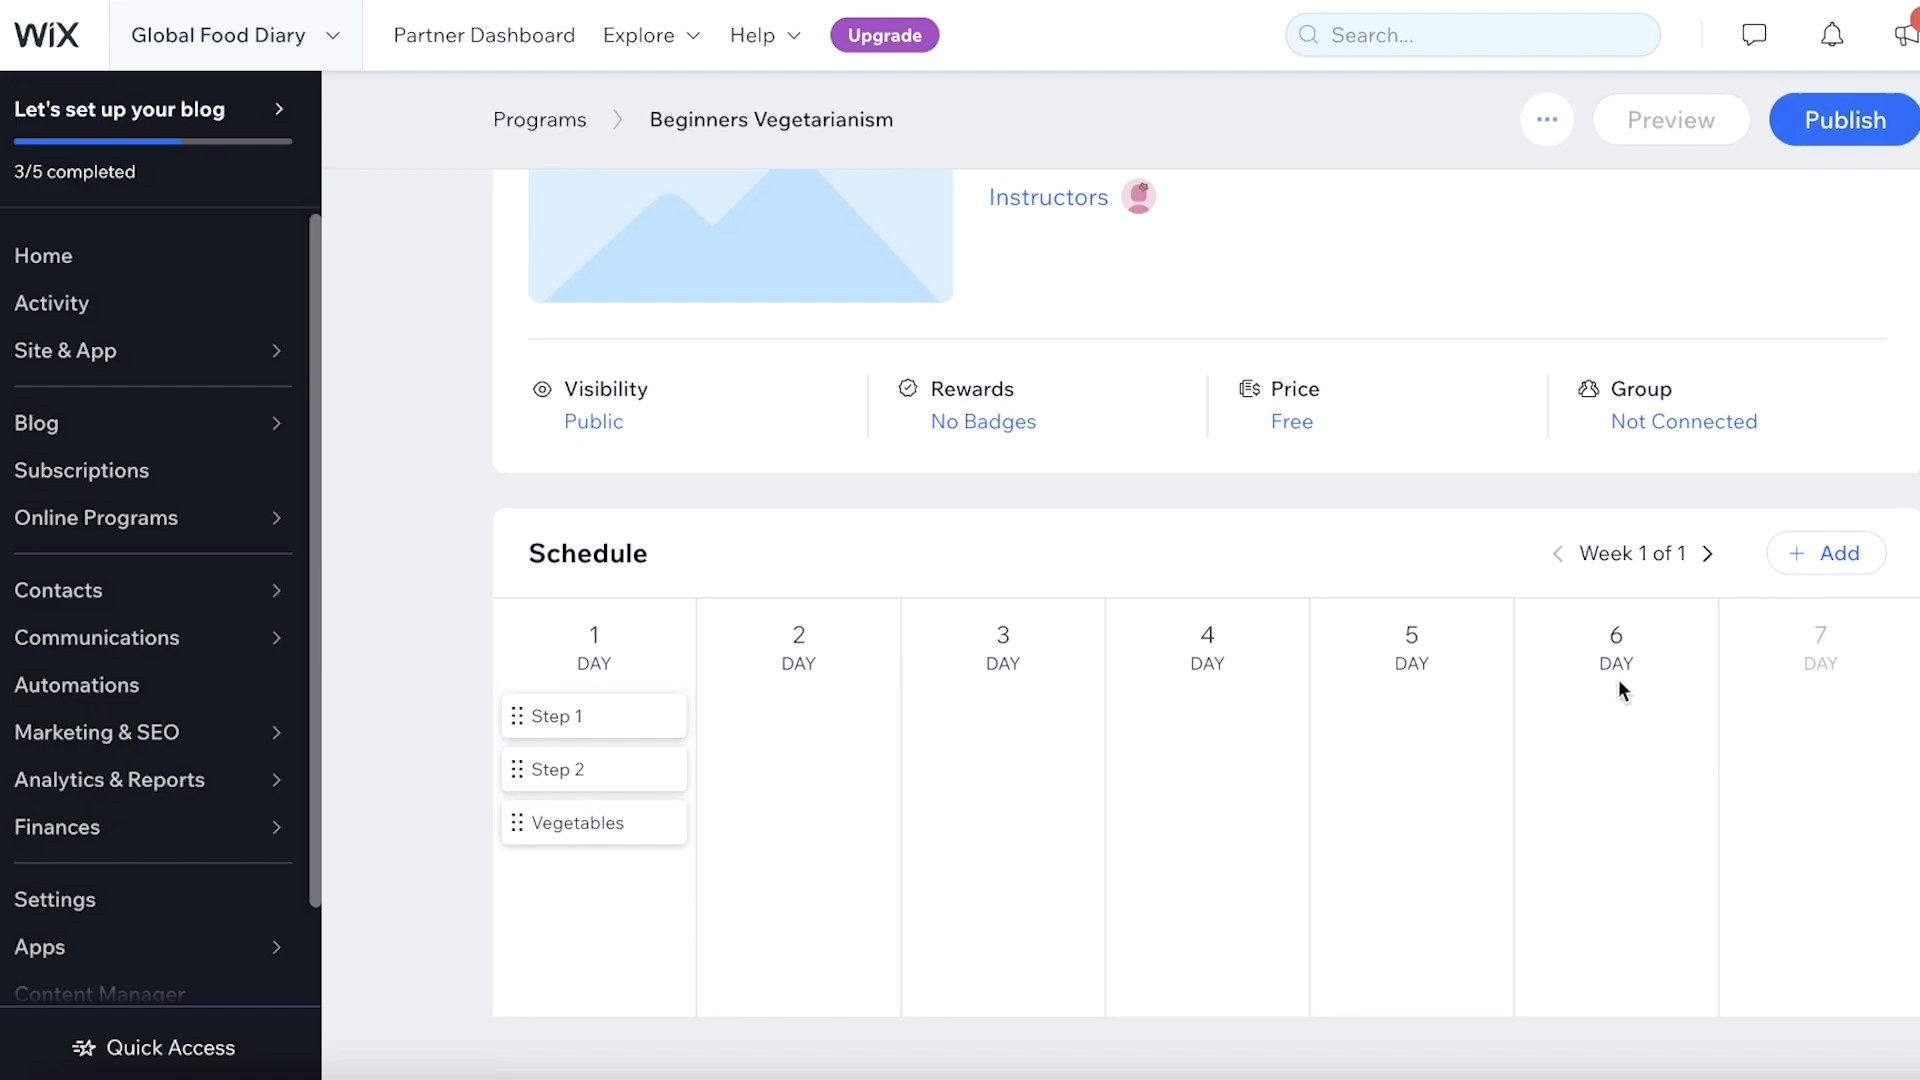 WiX
Global Food Diary
Partner Dashboard
Explore
Help
Upgrade
Search...
Let's set up your blog
3/5 completed
Home
Activity
Site & App
Blog
Subscriptions
Online Programs
Contacts
Communications
Automations
Marketing & SEO
Analytics & Reports
Finances
Settings
Apps
Content Manager
Quick Access
Programs
Beginners Vegetarianism
Preview
Publish
Instructors
Visibility
Public
Rewards
No Badges
Price
Free
Group
Not Connected
Schedule
Week 1 of 1
+ Add
1
DAY
2
DAY
3
DAY
4
DAY
5
DAY
6
DAY
7
DAY
Step 1
Step 2
Vegetables